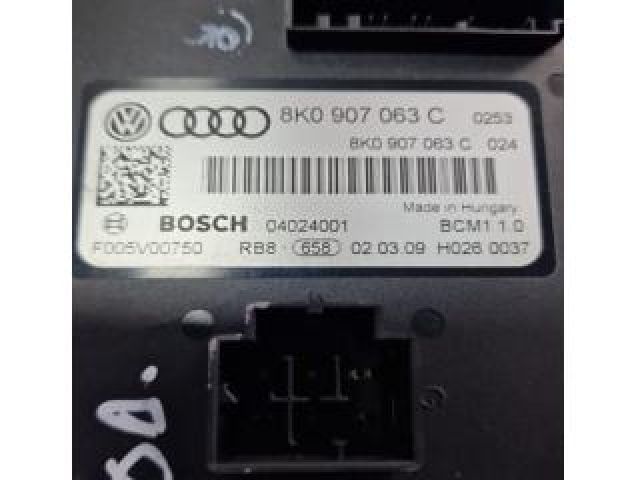 OK
8K0 907 063 C 0253
8K0 907 063 C 024
Made in Hungary
BOSCH 04024001 BCM1 1.0
F005V00750 RB8 - 658 02.03.09 H026 0037